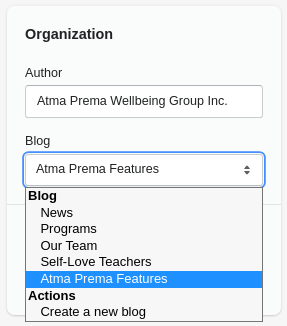 Organization
Author
Atma Prema Wellbeing Group Inc.
Blog
Atma Prema Features
Blog
News
Programs
Our Team
Self-Love Teachers
Atma Prema Features
Actions
Create a new blog